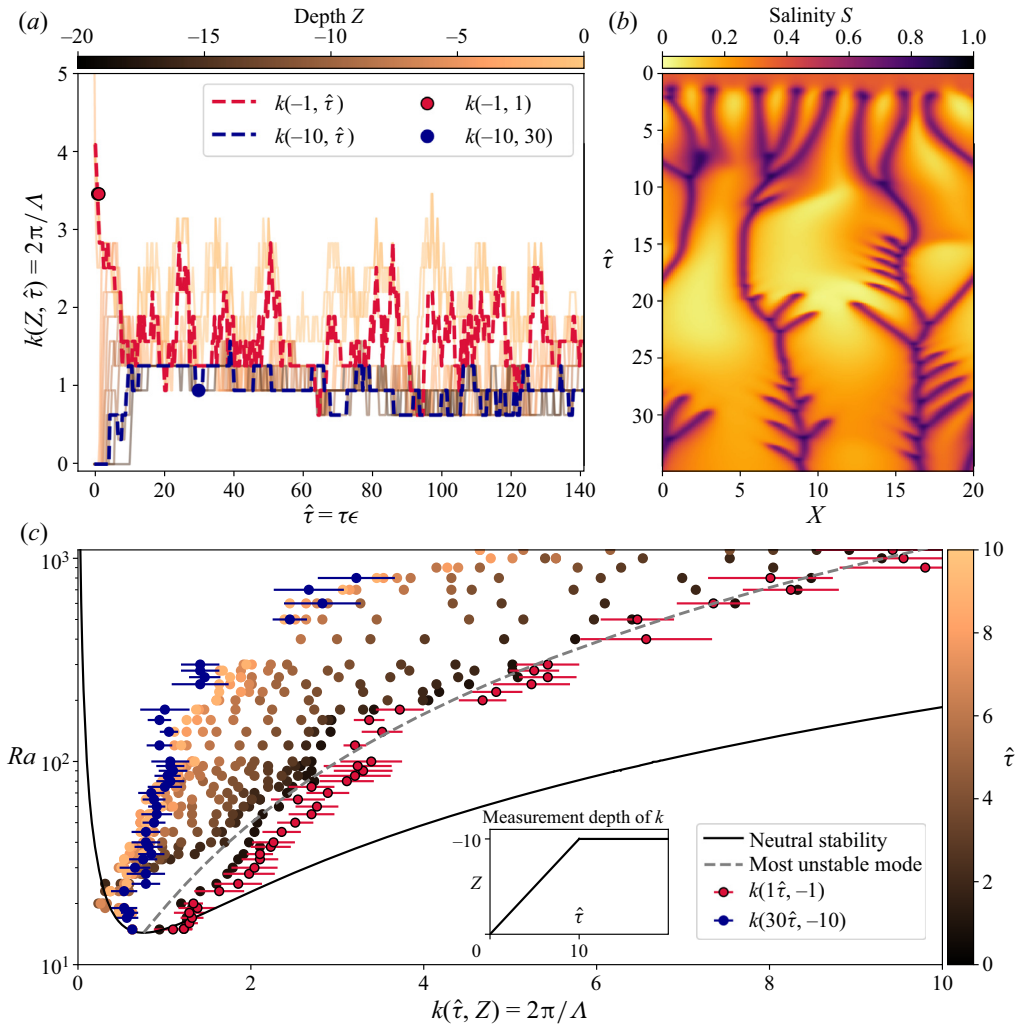 (a)
Depth Z
−20 −15 −10 −5 0
5
4
3
2
1
0
k(Z, τ̂) = 2π/Λ
k(−1, τ̂)
k(−10, τ̂)
k(−1, 1)
k(−10, 30)
0 20 40 60 80 100 120 140
τ̂ = τϵ
(b)
Salinity S
0 0.2 0.4 0.6 0.8 1.0
0
5
10
15
20
25
30
τ̂
0 5 10 15 20
X
(c)
10³
10²
10¹
Ra
0 2 4 6 8 10
k(τ̂, Z) = 2π/Λ
Measurement depth of k
−10
Z
0
10
τ̂
Neutral stability
Most unstable mode
k(1τ̂, −1)
k(30τ̂, −10)
10
8
6
4
2
0
τ̂